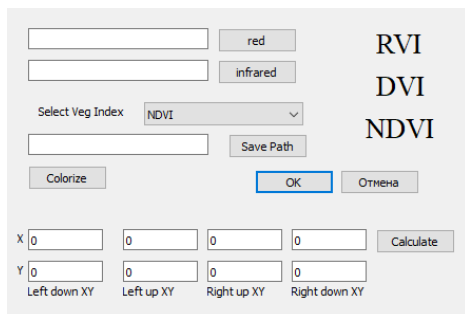 red
RVI
infrared
DVI
Select Veg Index NDVI
NDVI
Save Path
Colorize
OK Отмена
X 0 0 0 0 Calculate
Y 0 0 0 0
Left down XY Left up XY Right up XY Right down XY